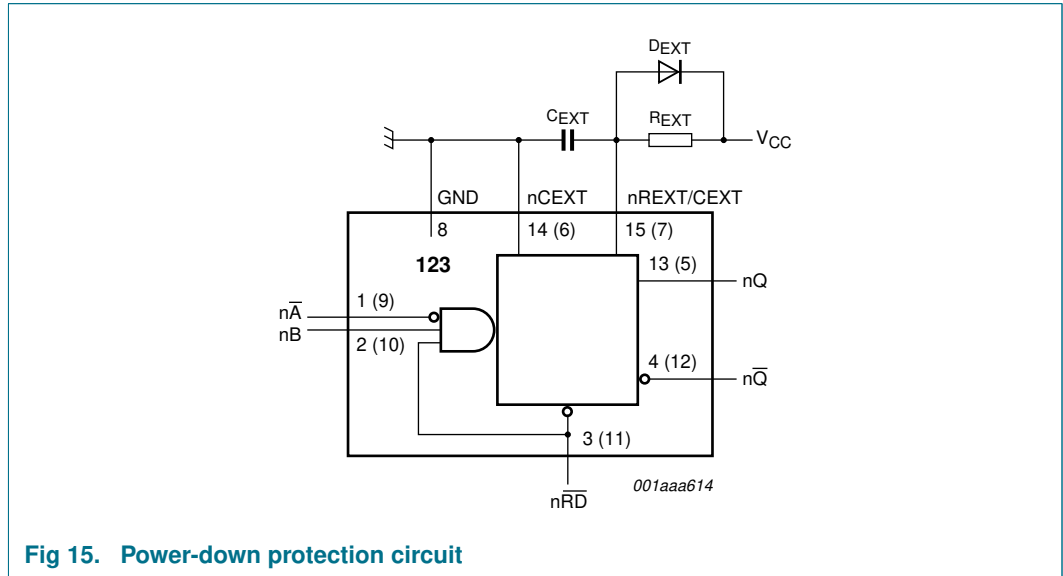 DEXT
CEXT
REXT
VCC
GND
nCEXT
nREXT/CEXT
8
14 (6)
15 (7)
123
13 (5)
nQ
1 (9)
nA̅
nB
2 (10)
4 (12)
nQ̅
3 (11)
001aaa614
nR̅D̅
Fig 15. Power-down protection circuit